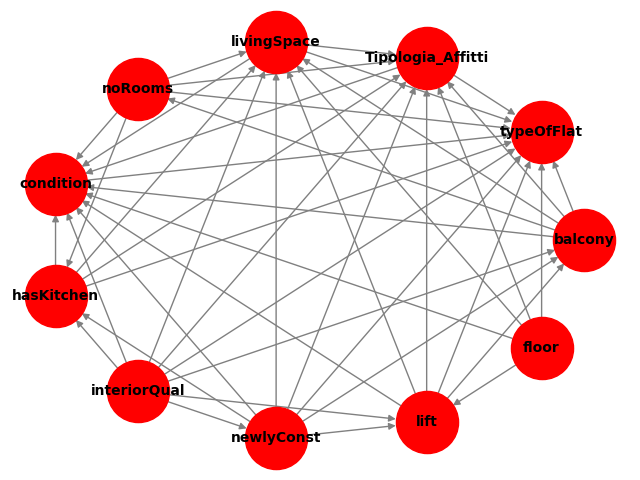 livingSpace
Tipologia_Affitti
noRooms
typeOfFlat
condition
balcony
hasKitchen
floor
interiorQual
lift
newlyConst